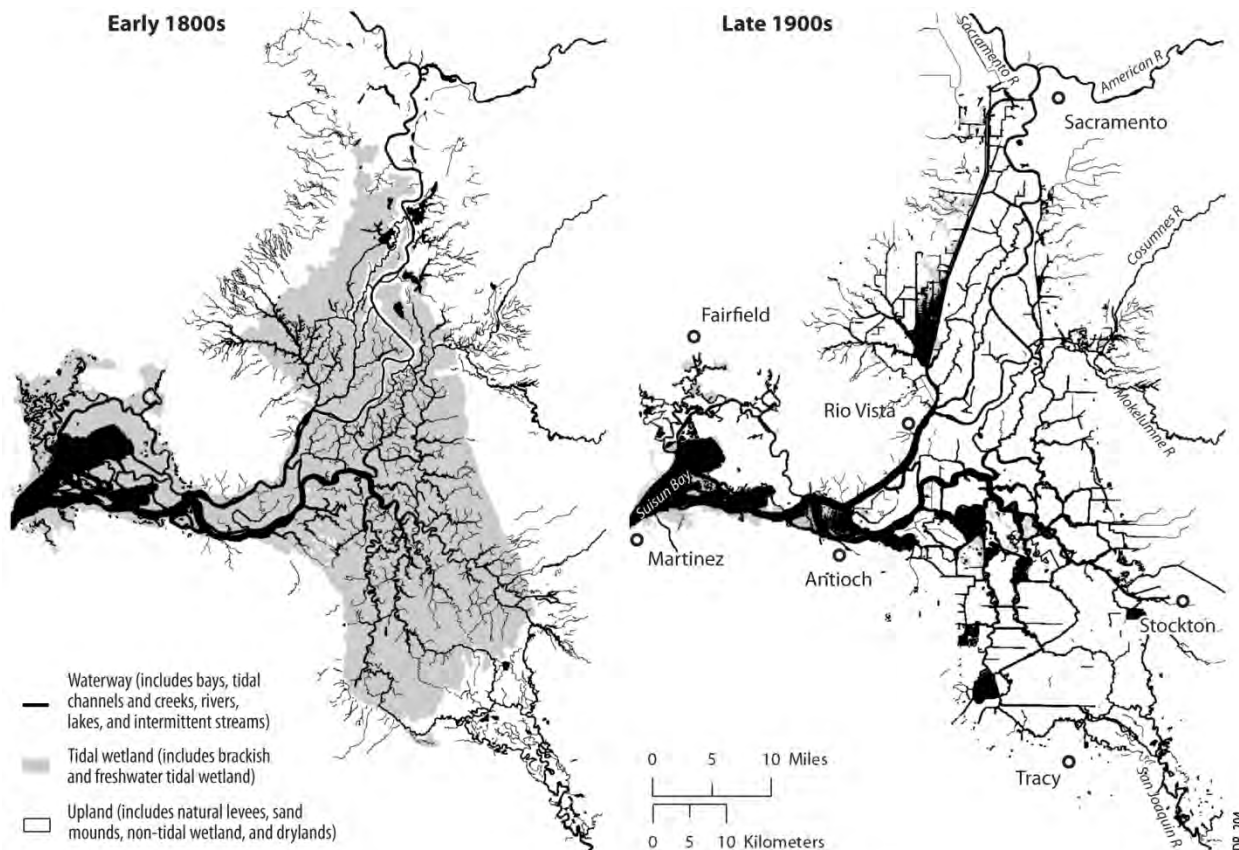 Early 1800s
Waterway (includes bays, tidal
channels and creeks, rivers,
lakes, and intermittent streams)
Tidal wetland (includes brackish
and freshwater tidal wetland)
Upland (includes natural levees, sand
mounds, non-tidal wetland, and drylands)
Late 1900s
Sacramento R
American R
Sacramento
Cosumnes R
Fairfield
Rio Vista
Mokelumne R
Suisun Bay
Martinez
Antioch
Stockton
0 5 10 Miles
0 5 10 Kilometers
Tracy
San Joaquin R